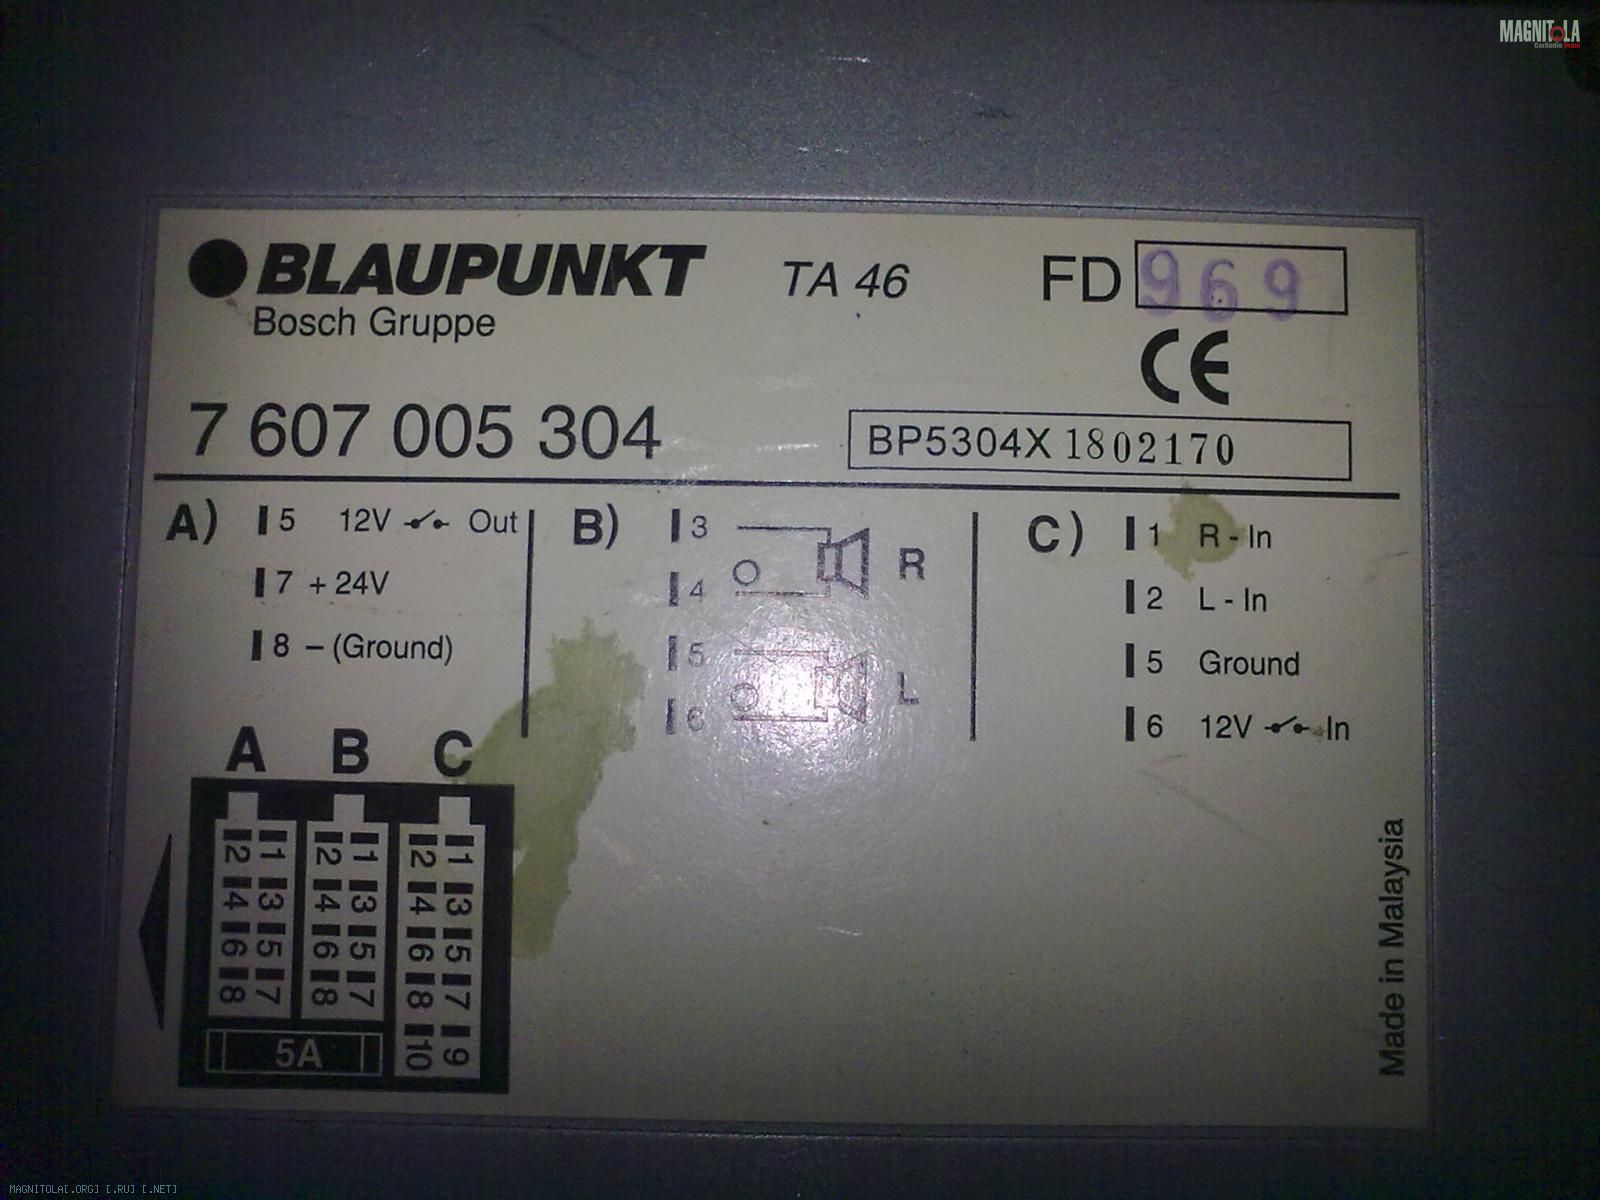 MAGNITOLA
CarAudio Team
BLAUPUNKT TA 46 FD 969
Bosch Gruppe
CE
7 607 005 304 BP5304X 1802170
A) 5 12V Out
7 + 24V
8 – (Ground)
B) 3
4
R
5
6
L
C) 1 R - In
2 L - In
5 Ground
6 12V In
A B C
2 1 2 1 2 1
4 3 4 3 4 3
6 5 6 5 6 5
8 7 8 7 8 7
10 9
5A
Made in Malaysia
MAGNITOLA[.ORG] [.RU] [.NET]